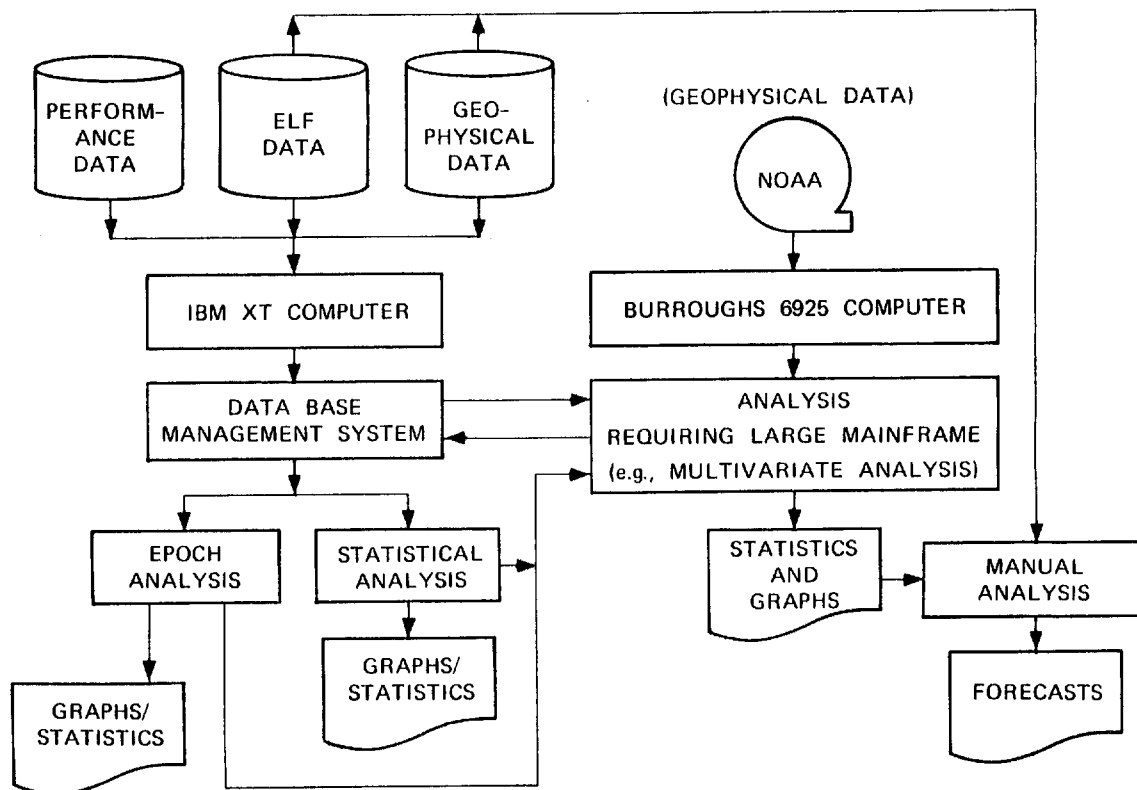 PERFORM-
ANCE
DATA
ELF
DATA
GEO-
PHYSICAL
DATA
(GEOPHYSICAL DATA)
NOAA
IBM XT COMPUTER
BURROUGHS 6925 COMPUTER
DATA BASE
MANAGEMENT SYSTEM
ANALYSIS
REQUIRING LARGE MAINFRAME
(e.g., MULTIVARIATE ANALYSIS)
EPOCH
ANALYSIS
STATISTICAL
ANALYSIS
STATISTICS
AND
GRAPHS
MANUAL
ANALYSIS
GRAPHS/
STATISTICS
GRAPHS/
STATISTICS
FORECASTS